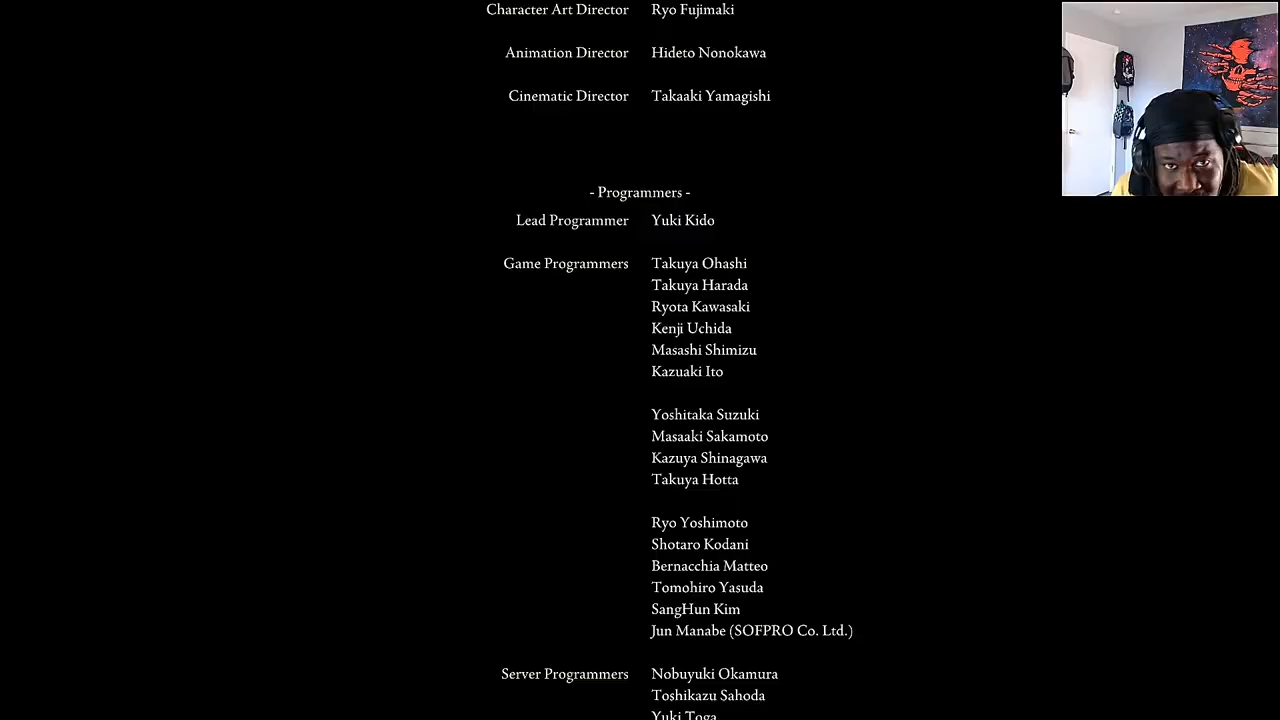 Character Art Director Ryo Fujimaki
Animation Director Hideto Nonokawa
Cinematic Director Takaaki Yamagishi
- Programmers -
Lead Programmer Yuki Kido
Game Programmers Takuya Ohashi
Takuya Harada
Ryota Kawasaki
Kenji Uchida
Masashi Shimizu
Kazuaki Ito
Yoshitaka Suzuki
Masaaki Sakamoto
Kazuya Shinagawa
Takuya Hotta
Ryo Yoshimoto
Shotaro Kodani
Bernacchia Matteo
Tomohiro Yasuda
SangHun Kim
Jun Manabe (SOFPRO Co. Ltd.)
Server Programmers Nobuyuki Okamura
Toshikazu Sahoda
Yuki Toga